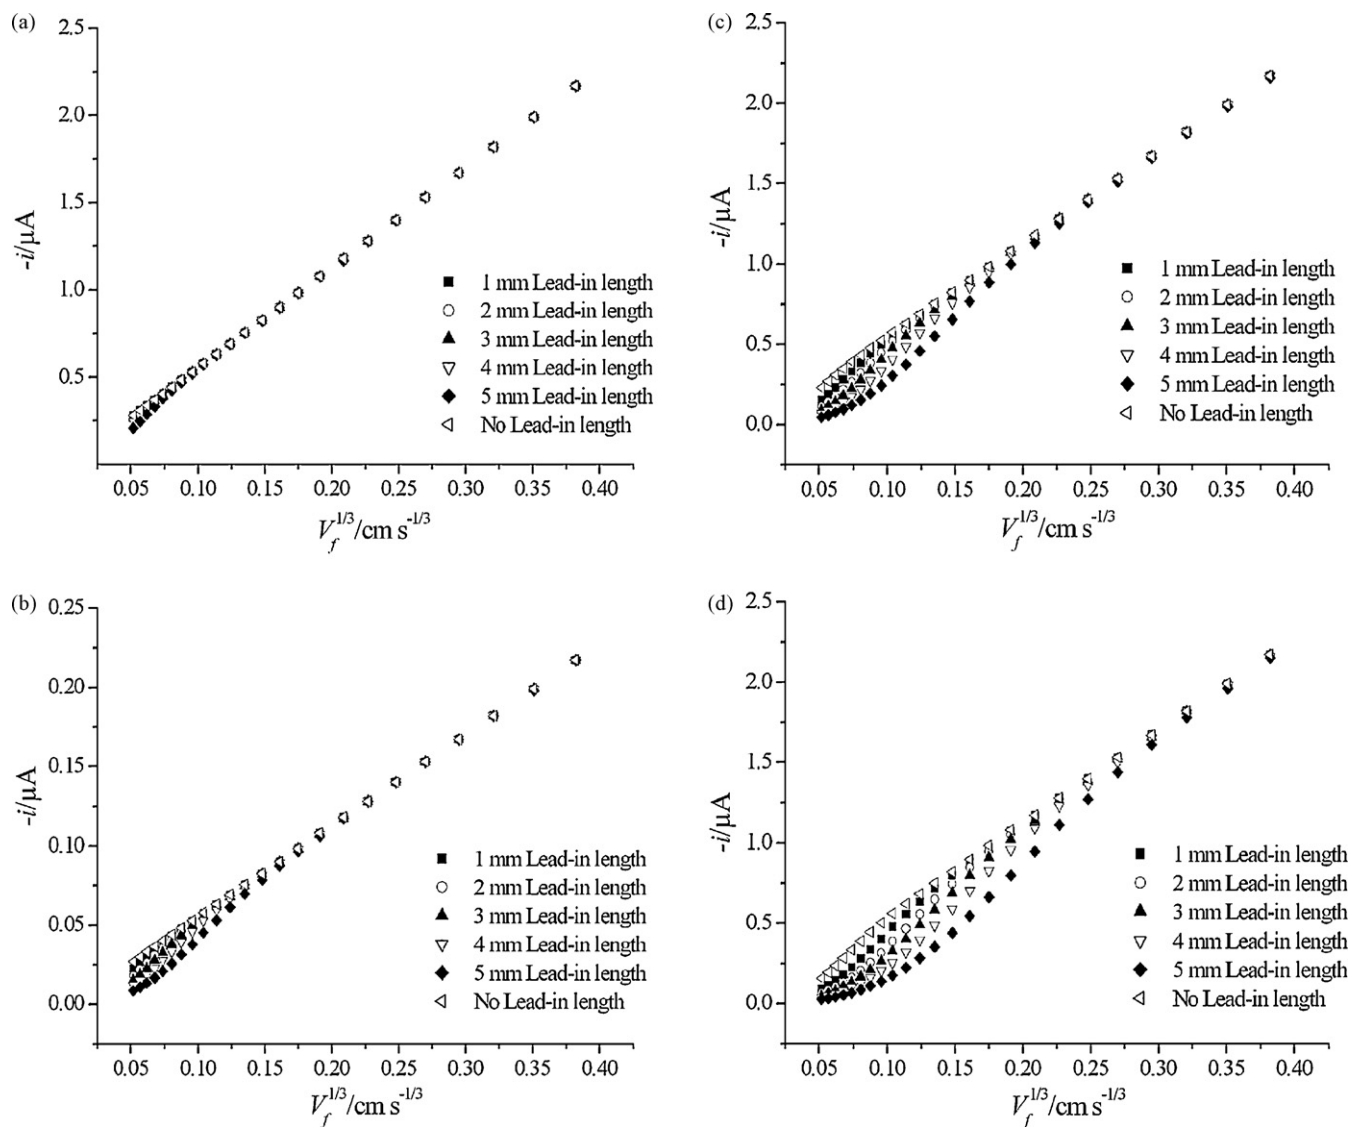 (a)
2.5
2.0
1.5
1.0
0.5
-i/μA
1 mm Lead-in length
2 mm Lead-in length
3 mm Lead-in length
4 mm Lead-in length
5 mm Lead-in length
No Lead-in length
0.05 0.10 0.15 0.20 0.25 0.30 0.35 0.40
V_f^1/3/cm s^-1/3
(b)
0.25
0.20
0.15
0.10
0.05
0.00
-i/μA
1 mm Lead-in length
2 mm Lead-in length
3 mm Lead-in length
4 mm Lead-in length
5 mm Lead-in length
No Lead-in length
0.05 0.10 0.15 0.20 0.25 0.30 0.35 0.40
V_f^1/3/cm s^-1/3
(c)
2.5
2.0
1.5
1.0
0.5
0.0
-i/μA
1 mm Lead-in length
2 mm Lead-in length
3 mm Lead-in length
4 mm Lead-in length
5 mm Lead-in length
No Lead-in length
0.05 0.10 0.15 0.20 0.25 0.30 0.35 0.40
V_f^1/3/cm s^-1/3
(d)
2.5
2.0
1.5
1.0
0.5
0.0
-i/μA
1 mm Lead-in length
2 mm Lead-in length
3 mm Lead-in length
4 mm Lead-in length
5 mm Lead-in length
No Lead-in length
0.05 0.10 0.15 0.20 0.25 0.30 0.35 0.40
V_f^1/3/cm s^-1/3